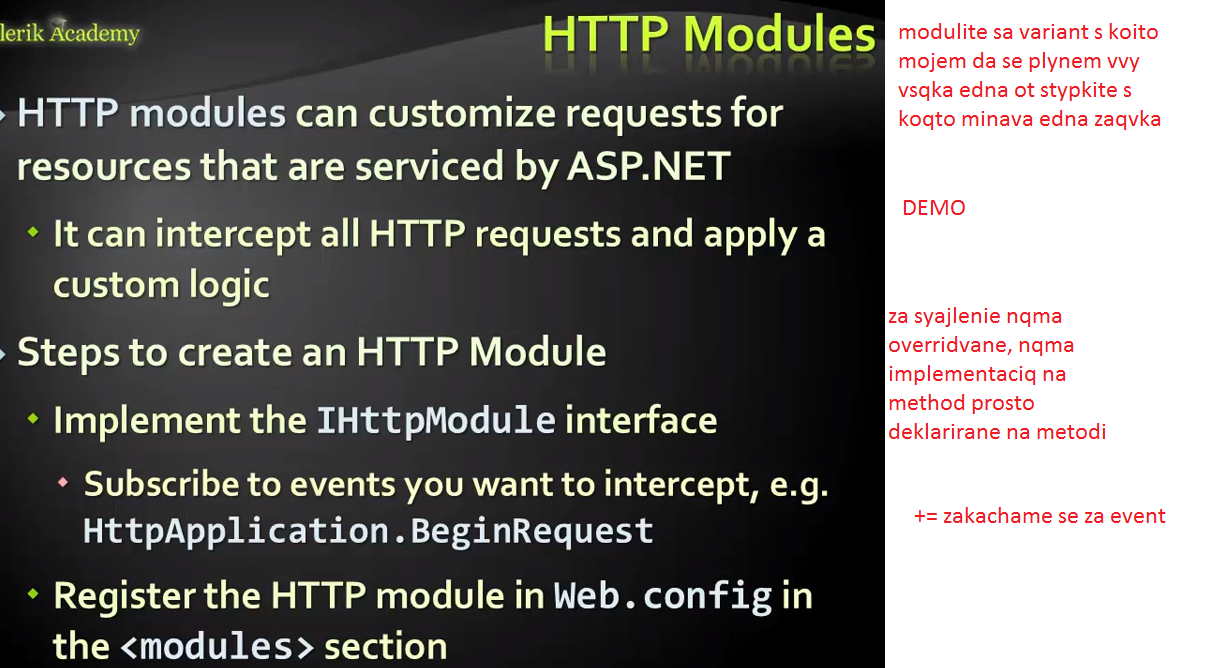 lerik Academy
HTTP Modules
HTTP modules can customize requests for
resources that are serviced by ASP.NET
It can intercept all HTTP requests and apply a
custom logic
Steps to create an HTTP Module
Implement the IHttpModule interface
Subscribe to events you want to intercept, e.g.
HttpApplication.BeginRequest
Register the HTTP module in Web.config in
the <modules> section
modulite sa variant s koito
mojem da se plynem vvy
vsqka edna ot stypkite s
koqto minava edna zaqvka
DEMO
za syajlenie nqma
overridvane, nqma
implementaciq na
method prosto
deklarirane na metodi
+= zakachame se za event